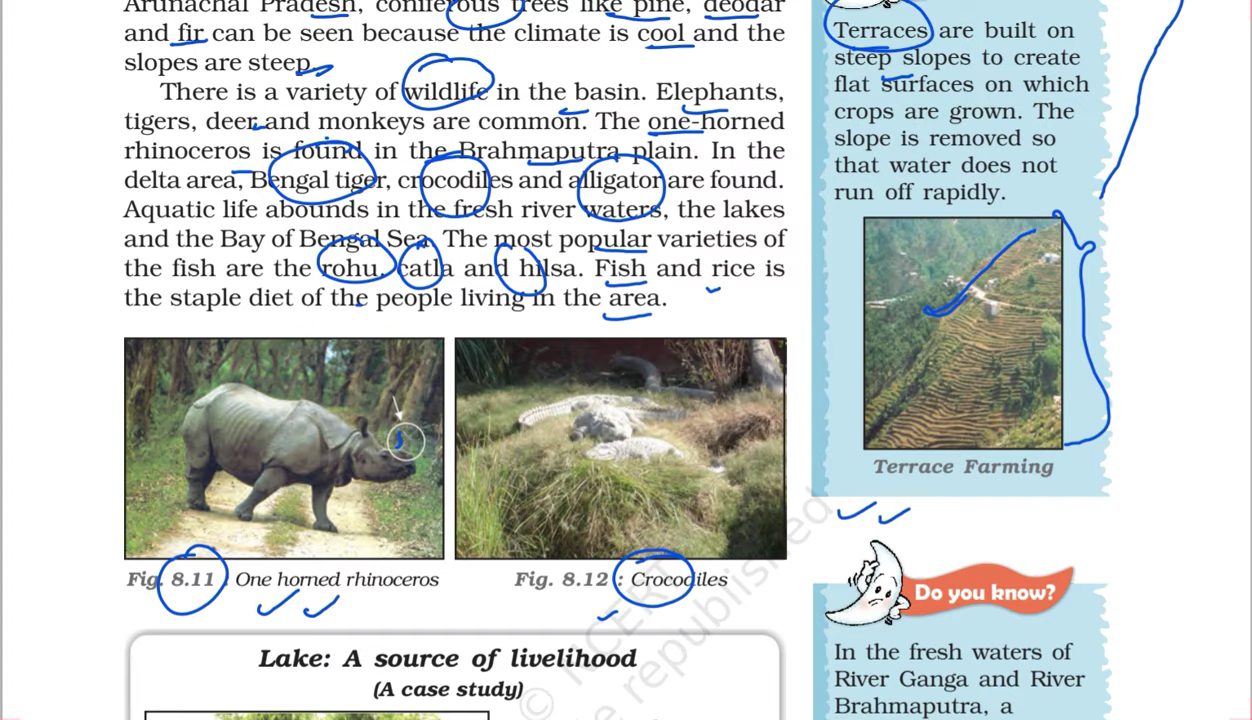 Arunachal Pradesh, coniferous trees like pine, deodar
and fir can be seen because the climate is cool and the
slopes are steep.
There is a variety of wildlife in the basin. Elephants,
tigers, deer and monkeys are common. The one-horned
rhinoceros is found in the Brahmaputra plain. In the
delta area, Bengal tiger, crocodiles and alligator are found.
Aquatic life abounds in the fresh river waters, the lakes
and the Bay of Bengal Sea. The most popular varieties of
the fish are the rohu, catla and hilsa. Fish and rice is
the staple diet of the people living in the area.
Fig. 8.11 : One horned rhinoceros
Fig. 8.12 : Crocodiles
Lake: A source of livelihood
(A case study)
Terraces are built on
steep slopes to create
flat surfaces on which
crops are grown. The
slope is removed so
that water does not
run off rapidly.
Terrace Farming
Do you know?
In the fresh waters of
River Ganga and River
Brahmaputra, a
© NCERT
be republished